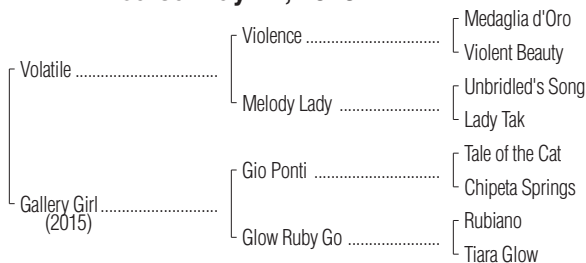 Medaglia d'Oro
Violence ..................................
Violent Beauty
Volatile ....................................
Unbridled's Song
Melody Lady ........................
Lady Tak
Tale of the Cat
Gio Ponti ..............................
Chipeta Springs
Gallery Girl ..............................
(2015)
Rubiano
Glow Ruby Go ......................
Tiara Glow